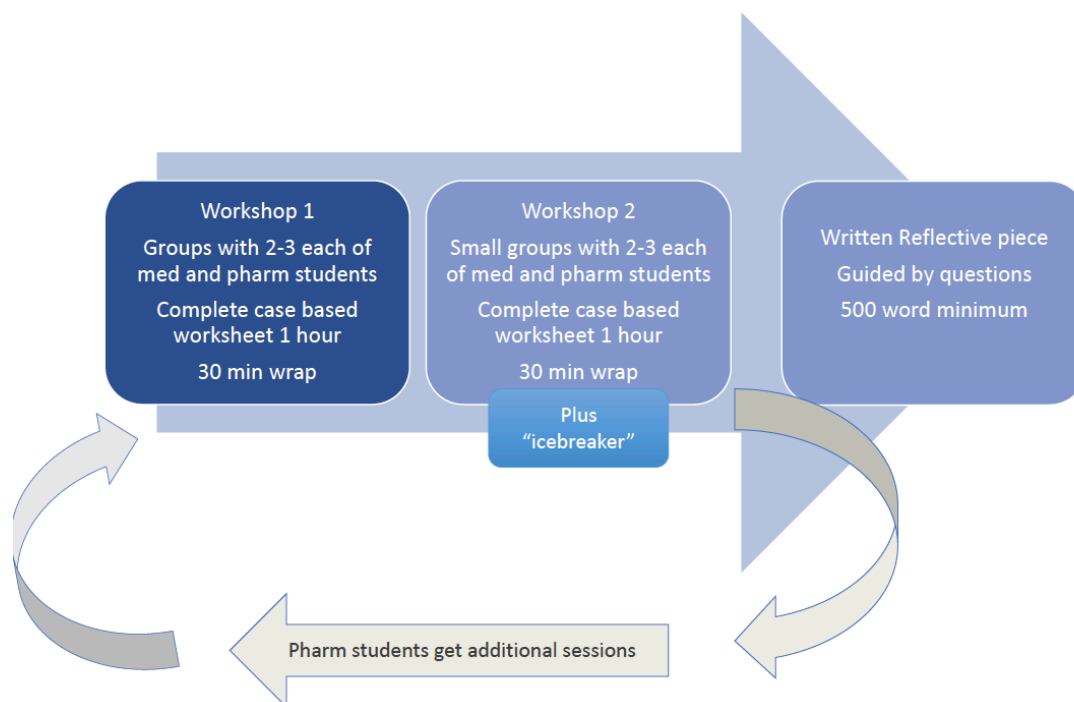 Workshop 1
Groups with 2-3 each of
med and pharm students
Complete case based
worksheet 1 hour
30 min wrap
Workshop 2
Small groups with 2-3 each
of med and pharm students
Complete case based
worksheet 1 hour
30 min wrap
Plus
“icebreaker”
Written Reflective piece
Guided by questions
500 word minimum
Pharm students get additional sessions